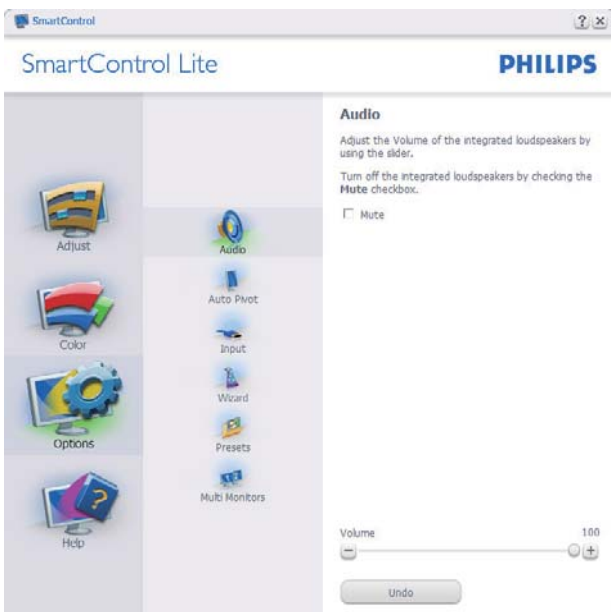 SmartControl
? ×
SmartControl Lite
PHILIPS
Adjust
Color
Options
Help
Audio
Auto Pivot
Input
Wizard
Presets
Multi Monitors
Audio
Adjust the Volume of the integrated loudspeakers by
using the slider.
Turn off the integrated loudspeakers by checking the
Mute checkbox.
Mute
Volume 100
Undo